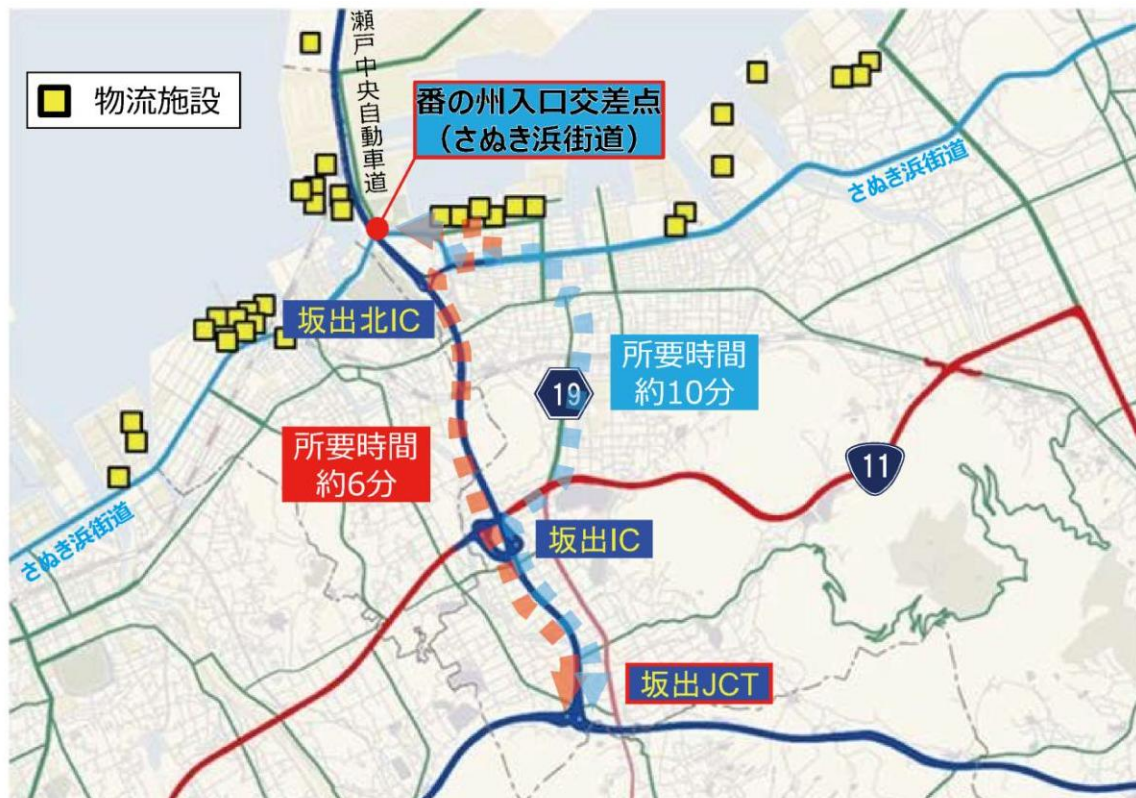 物流施設
瀬戸中央自動車道
番の州入口交差点
（さぬき浜街道）
さぬき浜街道
坂出北IC
所要時間
約10分
19
所要時間
約6分
11
さぬき浜街道
坂出IC
坂出JCT